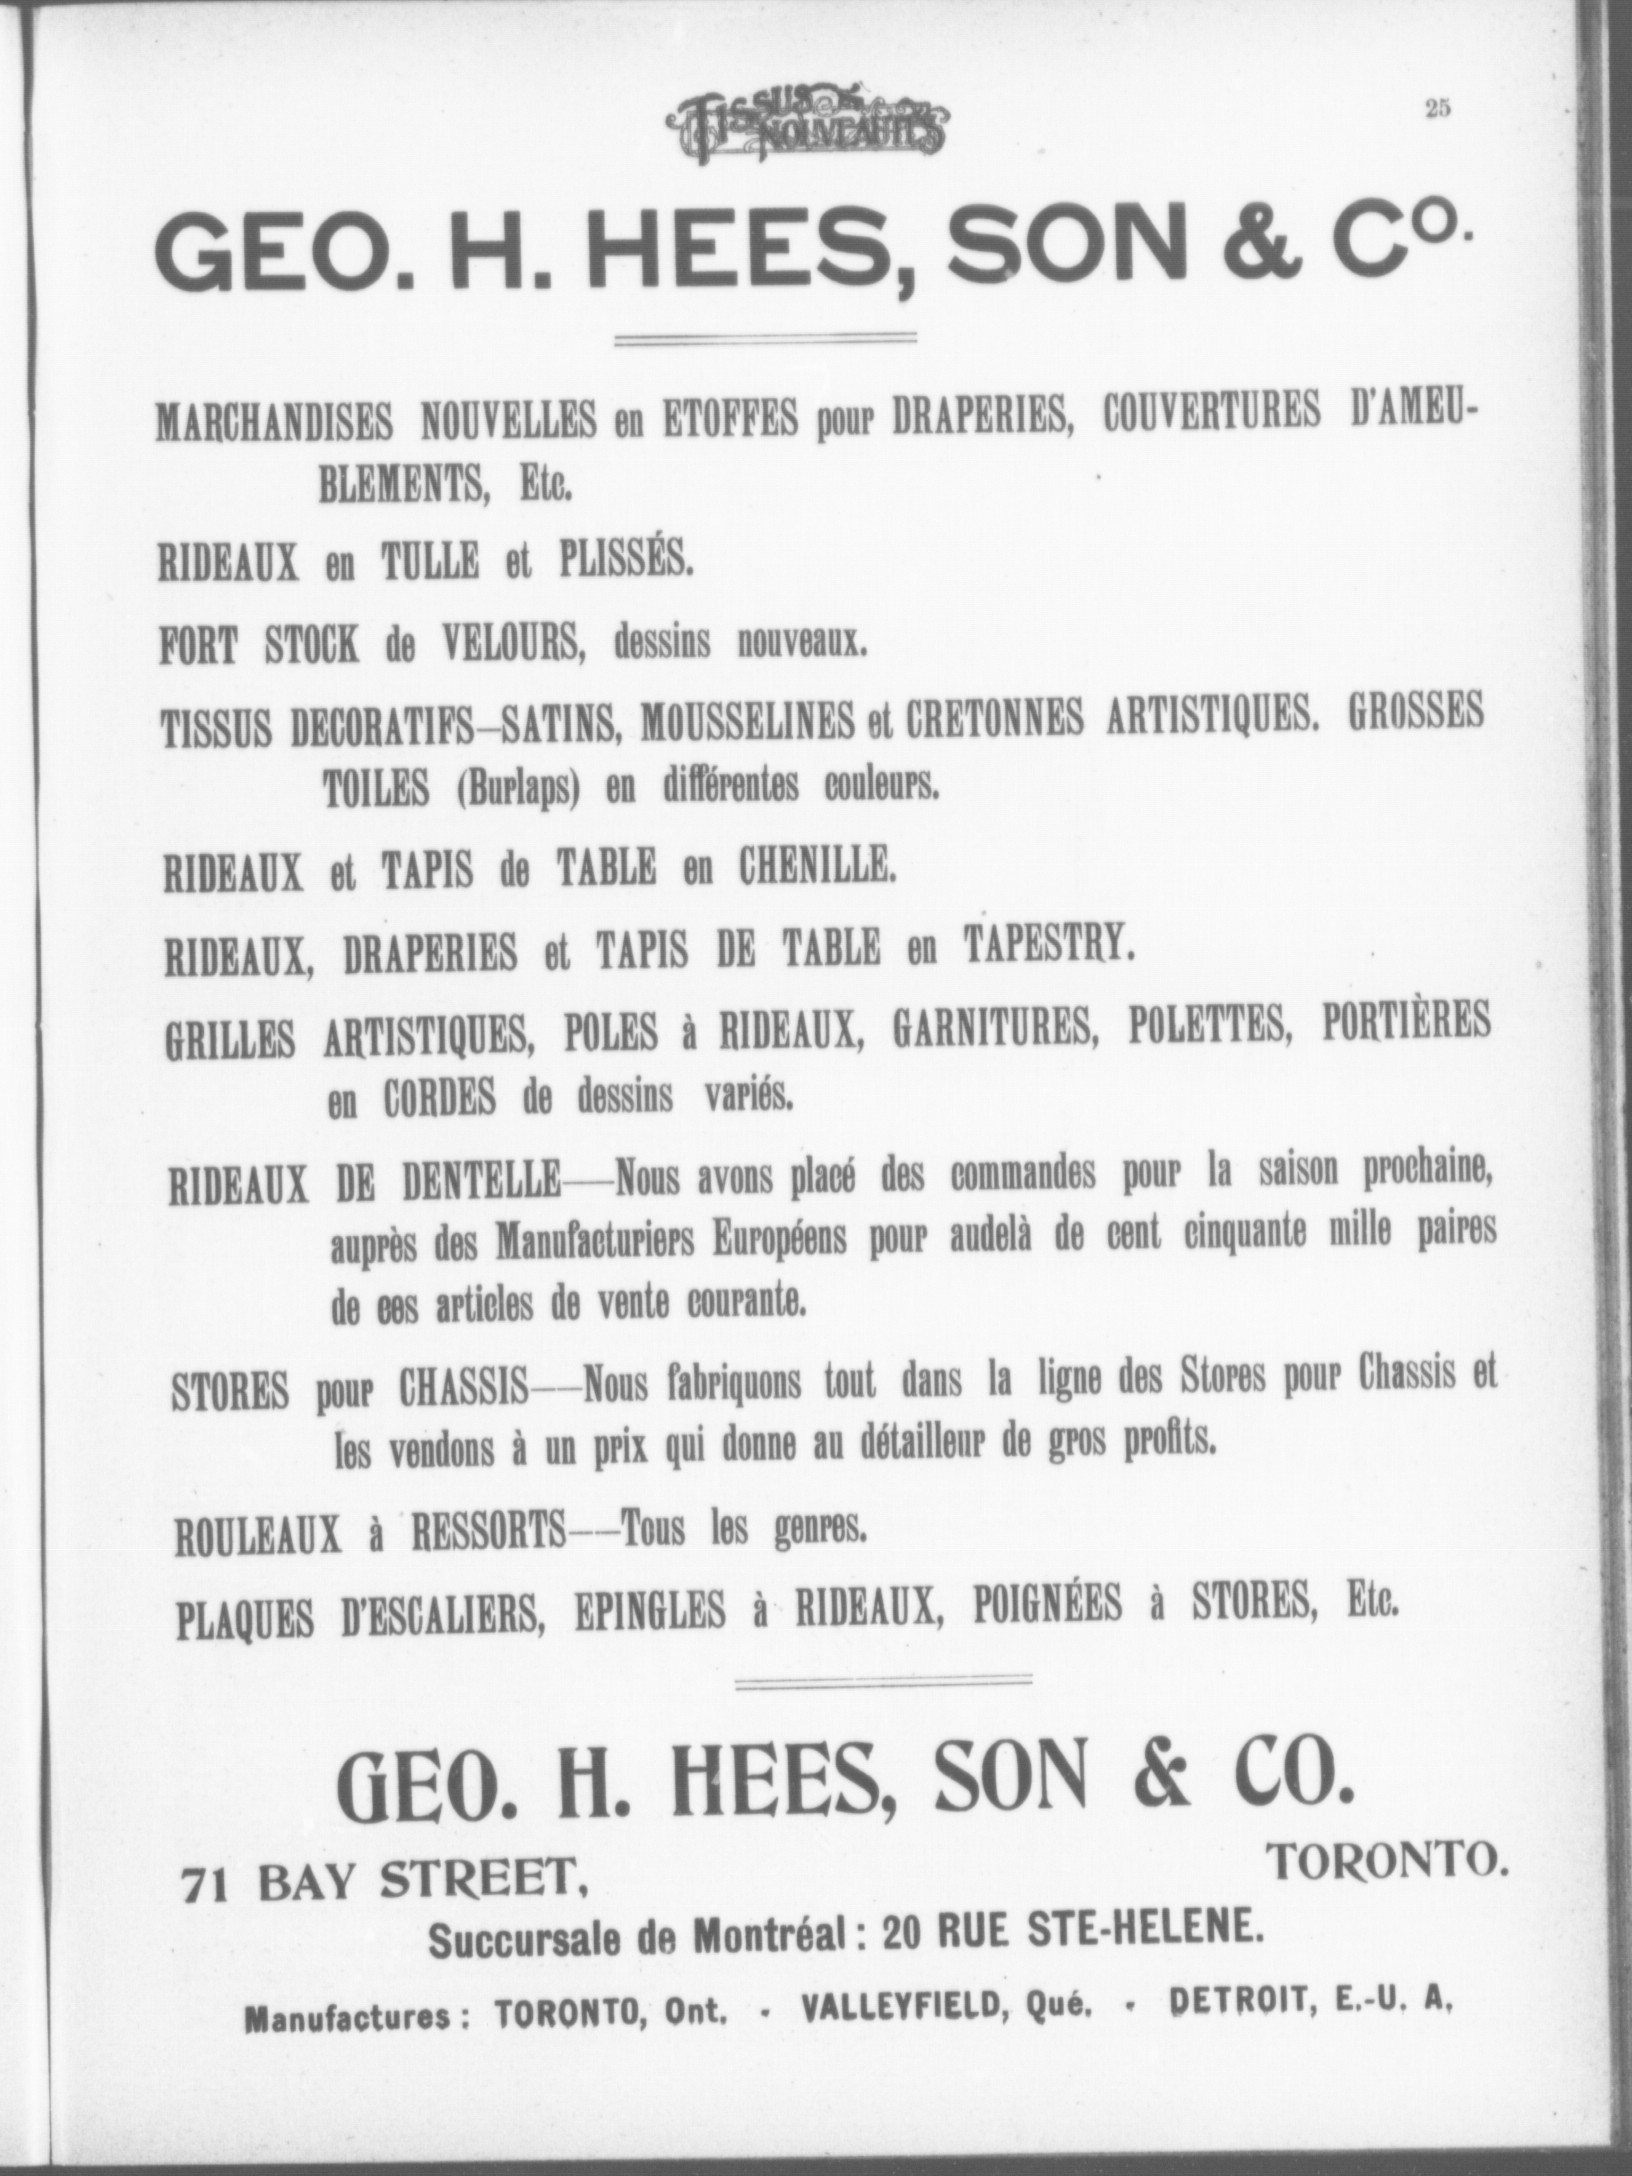 TISSUS
NOUVEAUTÉS
25
GEO. H. HEES, SON & CO.
MARCHANDISES NOUVELLES en ETOFFES pour DRAPERIES, COUVERTURES D'AMEU-
BLEMENTS, Etc.
RIDEAUX en TULLE et PLISSÉS.
FORT STOCK de VELOURS, dessins nouveaux.
TISSUS DECORATIFS—SATINS, MOUSSELINES et CRETONNES ARTISTIQUES. GROSSES
TOILES (Burlaps) en différentes couleurs.
RIDEAUX et TAPIS de TABLE en CHENILLE.
RIDEAUX, DRAPERIES et TAPIS DE TABLE en TAPESTRY.
GRILLES ARTISTIQUES, POLES à RIDEAUX, GARNITURES, POLETTES, PORTIÈRES
en CORDES de dessins variés.
RIDEAUX DE DENTELLE—Nous avons placé des commandes pour la saison prochaine,
auprès des Manufacturiers Européens pour audelà de cent cinquante mille paires
de ces articles de vente courante.
STORES pour CHASSIS—Nous fabriquons tout dans la ligne des Stores pour Chassis et
les vendons à un prix qui donne au détailleur de gros profits.
ROULEAUX à RESSORTS—Tous les genres.
PLAQUES D'ESCALIERS, EPINGLES à RIDEAUX, POIGNÉES à STORES, Etc.
GEO. H. HEES, SON & CO.
71 BAY STREET, TORONTO.
Succursale de Montréal : 20 RUE STE-HELENE.
Manufactures : TORONTO, Ont. - VALLEYFIELD, Qué. - DETROIT, E.-U. A.